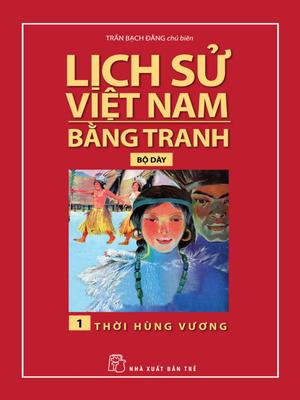 TRẦN BẠCH ĐẰNG chủ biên
LỊCH SỬ
VIỆT NAM
BẰNG TRANH
BỘ DÀY
1 THỜI HÙNG VƯƠNG
NHÀ XUẤT BẢN TRẺ